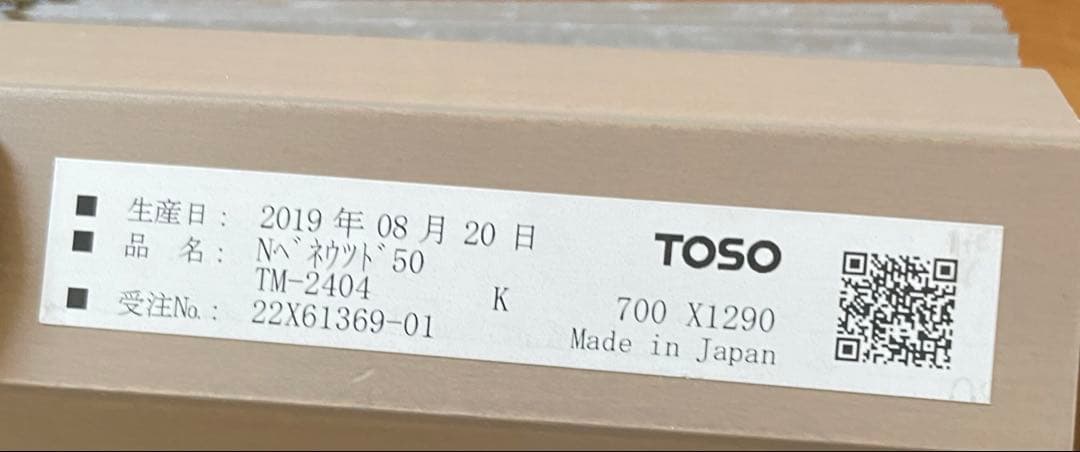 ■ 生産日： 2019 年 08 月 20 日
■ 品　名： Nﾍﾞﾈｳﾂﾄﾞ50
TM-2404
K
■ 受注No.： 22X61369-01
TOSO
700 X1290
Made in Japan